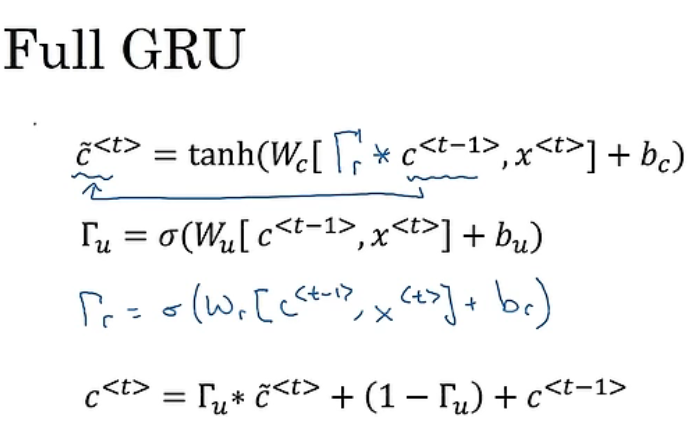 Full GRU
c̃^<t> = tanh(W_c[ Γ_r * c^<t−1>, x^<t>] + b_c)
Γ_u = σ(W_u[ c^<t−1>, x^<t>] + b_u)
Γ_r = σ(W_r[ c^<t−1>, x^<t>] + b_r)
c^<t> = Γ_u * c̃^<t> + (1 − Γ_u) + c^<t−1>